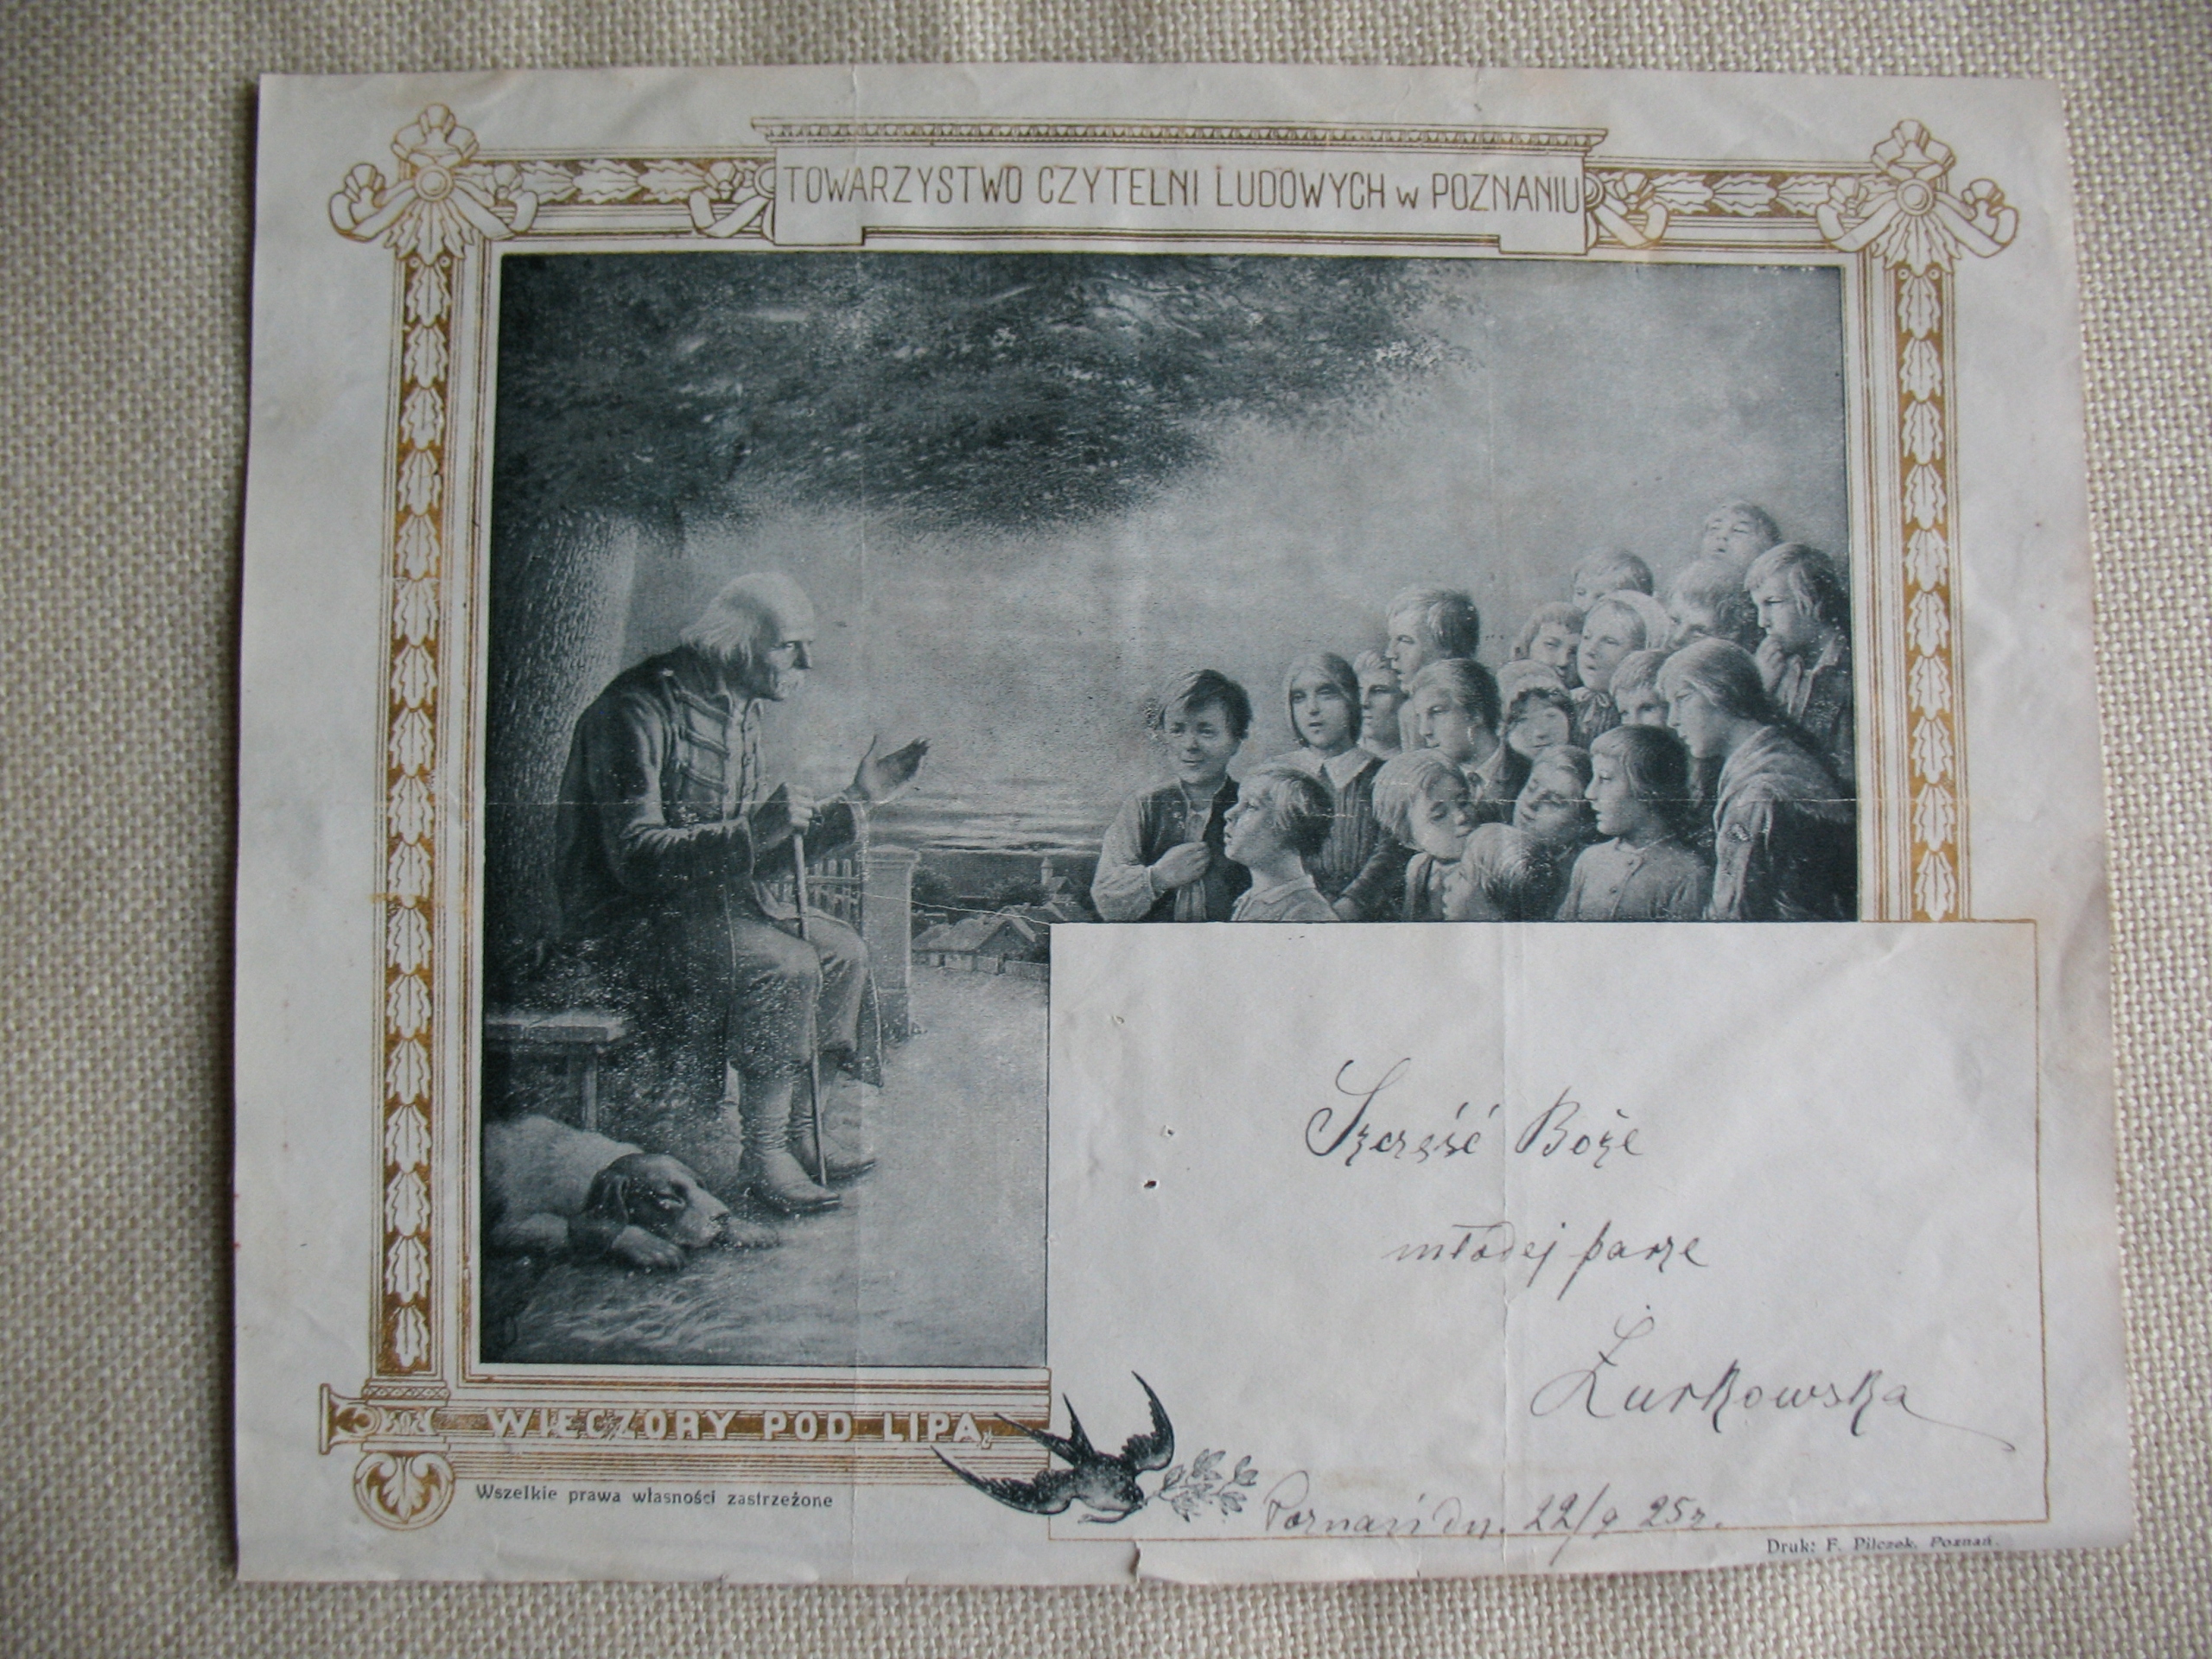 TOWARZYSTWO CZYTELNI LUDOWYCH w POZNANIU
Szczęść Boże
młodej parze
Żurkowska
WIECZORY POD LIPĄ
Wszelkie prawa własności zastrzeżone
Poznań dn. 22/9 25r.
Druk: F. Pilczek, Poznań.